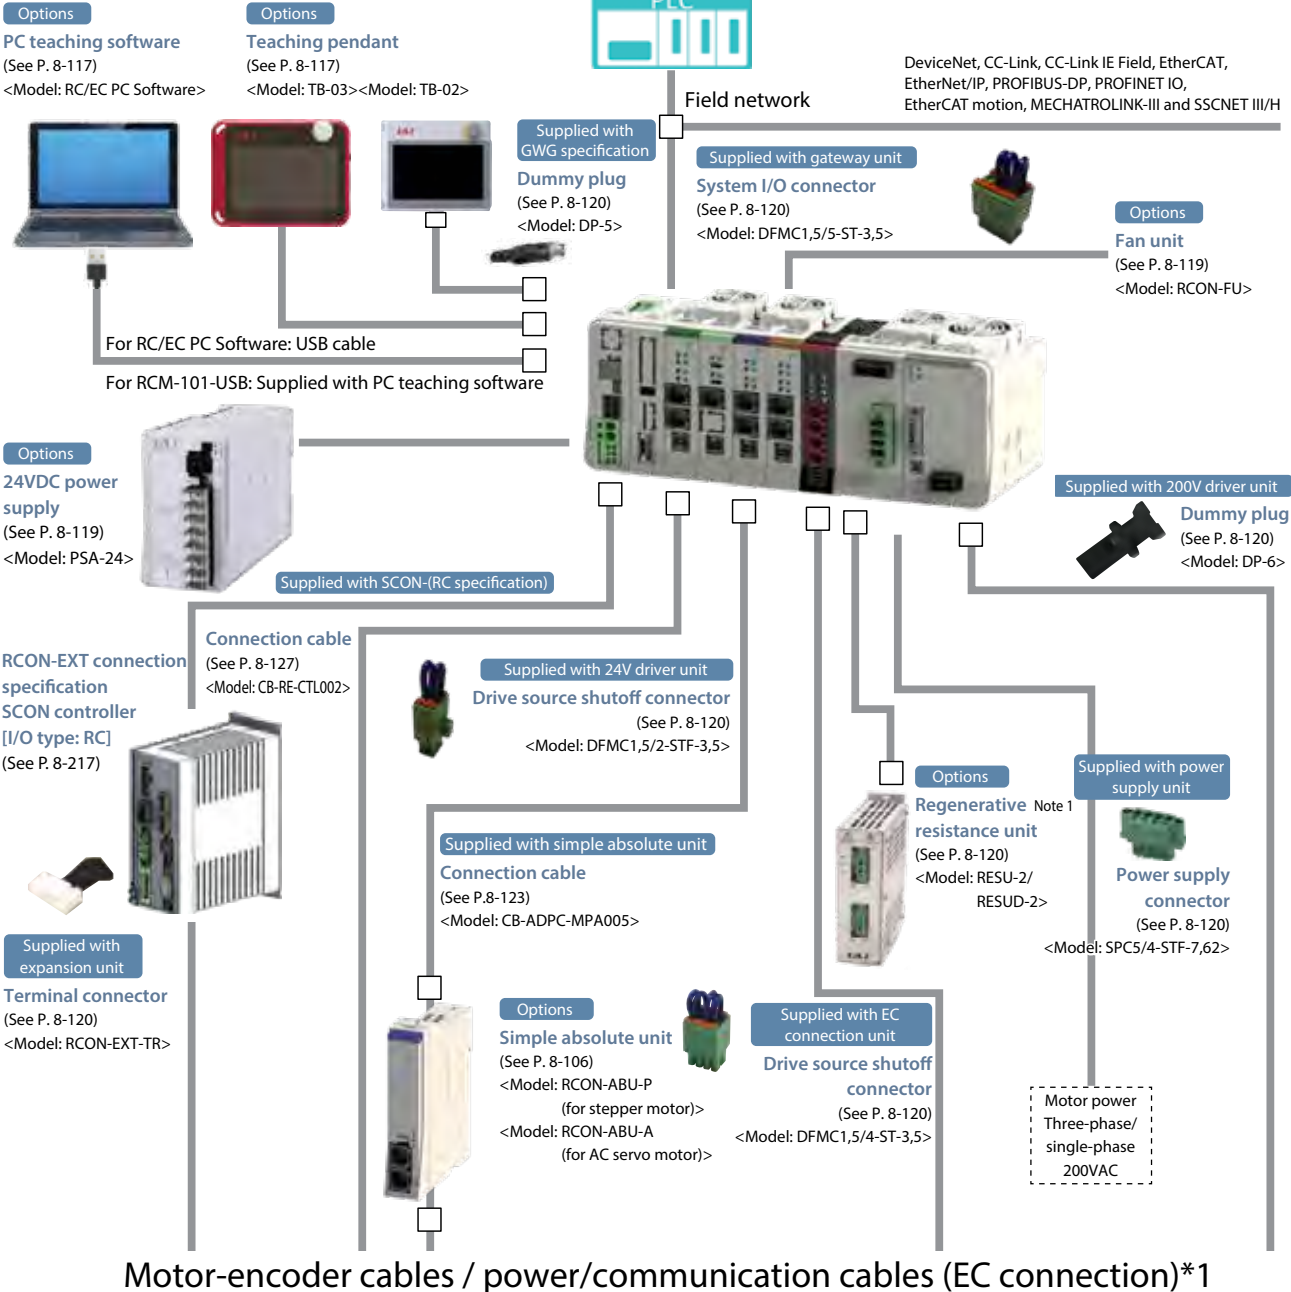 PLC
Options
PC teaching software
(See P. 8-117)
<Model: RC/EC PC Software>
Options
Teaching pendant
(See P. 8-117)
<Model: TB-03><Model: TB-02>
DeviceNet, CC-Link, CC-Link IE Field, EtherCAT,
EtherNet/IP, PROFIBUS-DP, PROFINET IO,
EtherCAT motion, MECHATROLINK-III and SSCNET III/H
Field network
Supplied with
GWG specification
Dummy plug
(See P. 8-120)
<Model: DP-5>
Supplied with gateway unit
System I/O connector
(See P. 8-120)
<Model: DFMC1,5/5-ST-3,5>
Options
Fan unit
(See P. 8-119)
<Model: RCON-FU>
For RC/EC PC Software: USB cable
For RCM-101-USB: Supplied with PC teaching software
Options
24VDC power
supply
(See P. 8-119)
<Model: PSA-24>
Supplied with 200V driver unit
Dummy plug
(See P. 8-120)
<Model: DP-6>
Supplied with SCON-(RC specification)
Connection cable
(See P. 8-127)
<Model: CB-RE-CTL002>
RCON-EXT connection
specification
SCON controller
[I/O type: RC]
(See P. 8-217)
Supplied with 24V driver unit
Drive source shutoff connector
(See P. 8-120)
<Model: DFMC1,5/2-STF-3,5>
Options
Regenerative Note 1
resistance unit
(See P. 8-120)
<Model: RESU-2/
RESUD-2>
Supplied with power
supply unit
Power supply
connector
(See P. 8-120)
<Model: SPC5/4-STF-7,62>
Supplied with simple absolute unit
Connection cable
(See P.8-123)
<Model: CB-ADPC-MPA005>
Supplied with
expansion unit
Terminal connector
(See P. 8-120)
<Model: RCON-EXT-TR>
Options
Simple absolute unit
(See P. 8-106)
<Model: RCON-ABU-P
(for stepper motor)>
<Model: RCON-ABU-A
(for AC servo motor)>
Supplied with EC
connection unit
Drive source shutoff
connector
(See P. 8-120)
<Model: DFMC1,5/4-ST-3,5>
Motor power
Three-phase/
single-phase
200VAC
Motor-encoder cables / power/communication cables (EC connection)*1